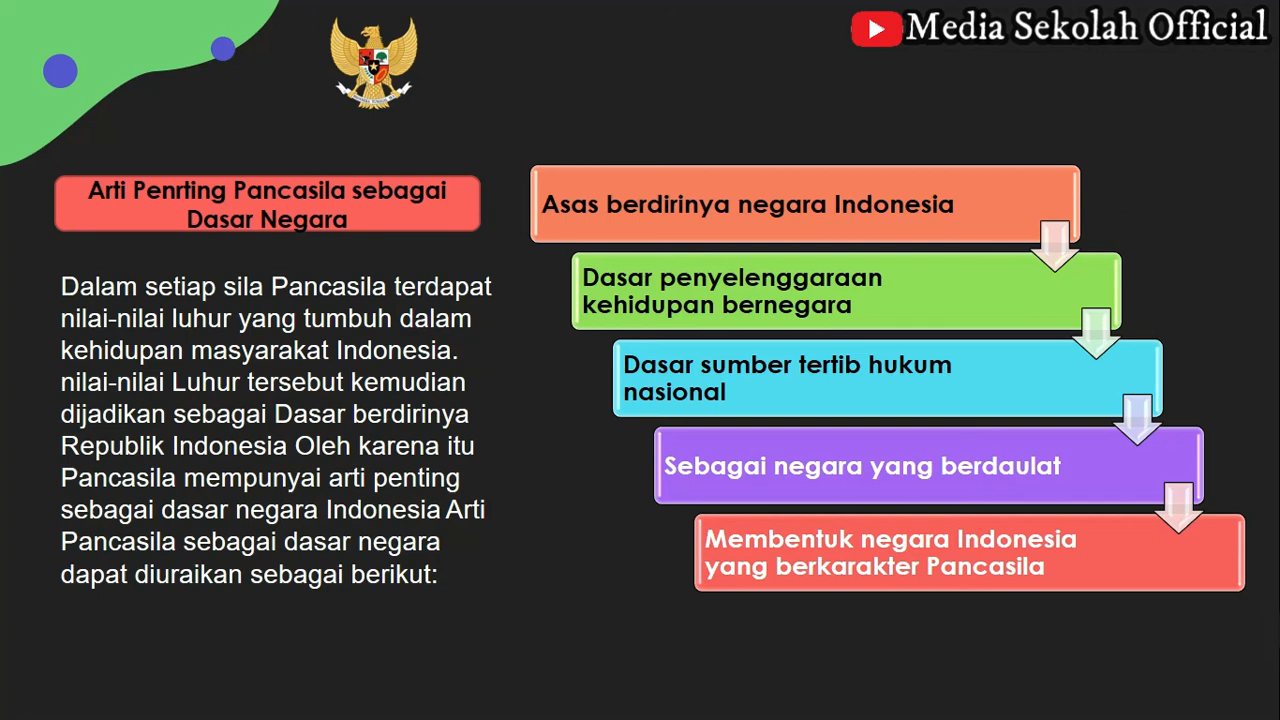 Media Sekolah Official
Arti Penrting Pancasila sebagai
Dasar Negara
Dalam setiap sila Pancasila terdapat
nilai-nilai luhur yang tumbuh dalam
kehidupan masyarakat Indonesia.
nilai-nilai Luhur tersebut kemudian
dijadikan sebagai Dasar berdirinya
Republik Indonesia Oleh karena itu
Pancasila mempunyai arti penting
sebagai dasar negara Indonesia Arti
Pancasila sebagai dasar negara
dapat diuraikan sebagai berikut:
Asas berdirinya negara Indonesia
Dasar penyelenggaraan
kehidupan bernegara
Dasar sumber tertib hukum
nasional
Sebagai negara yang berdaulat
Membentuk negara Indonesia
yang berkarakter Pancasila